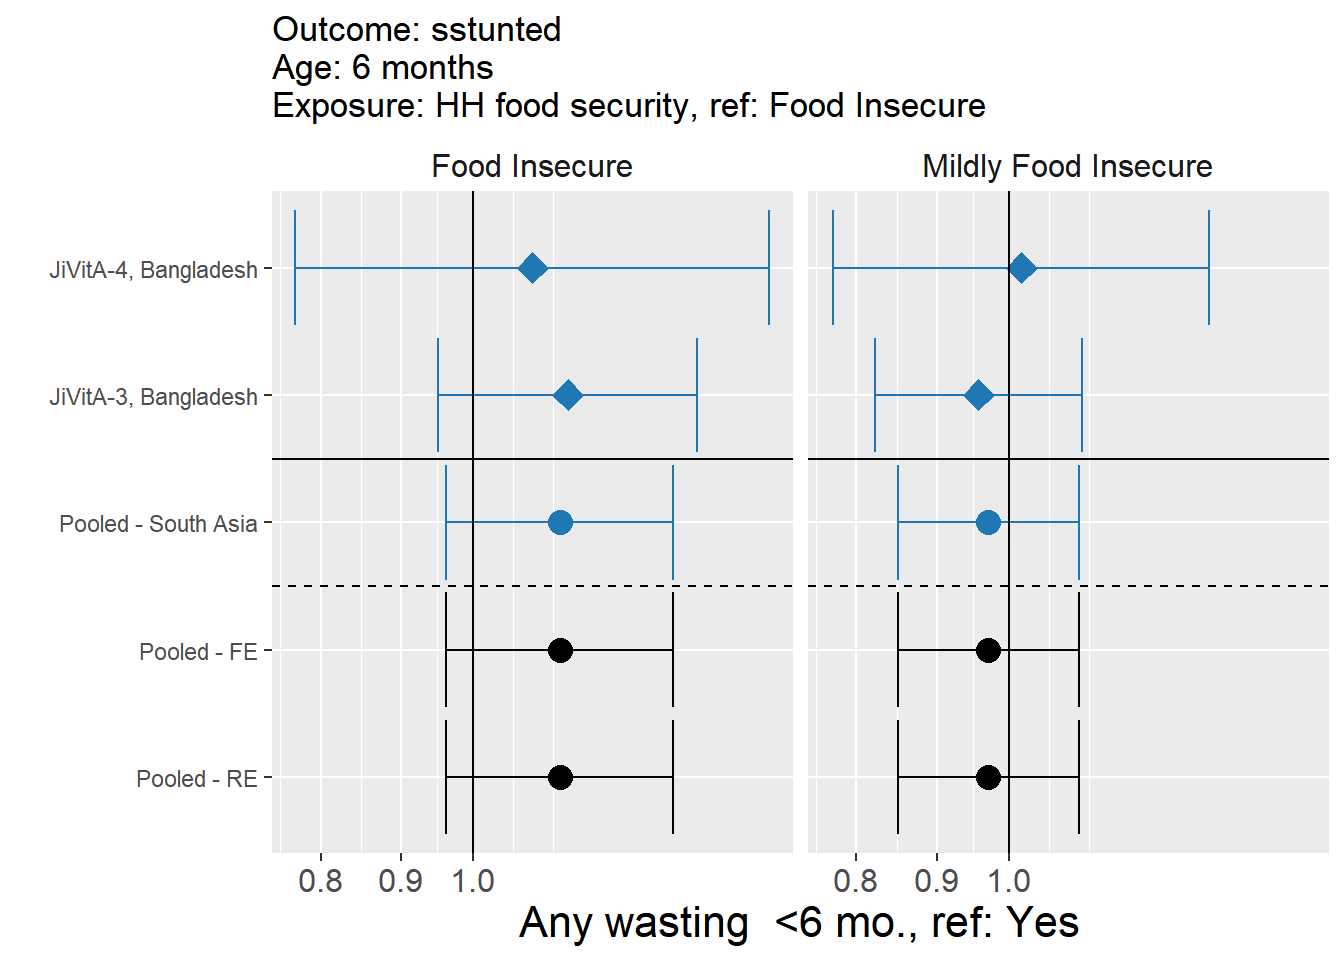 Outcome: sstunted
Age: 6 months
Exposure: HH food security, ref: Food Insecure
Food Insecure
Mildly Food Insecure
JiVitA-4, Bangladesh
JiVitA-3, Bangladesh
Pooled - South Asia
Pooled - FE
Pooled - RE
0.8 0.9 1.0
0.8 0.9 1.0
Any wasting  <6 mo., ref: Yes